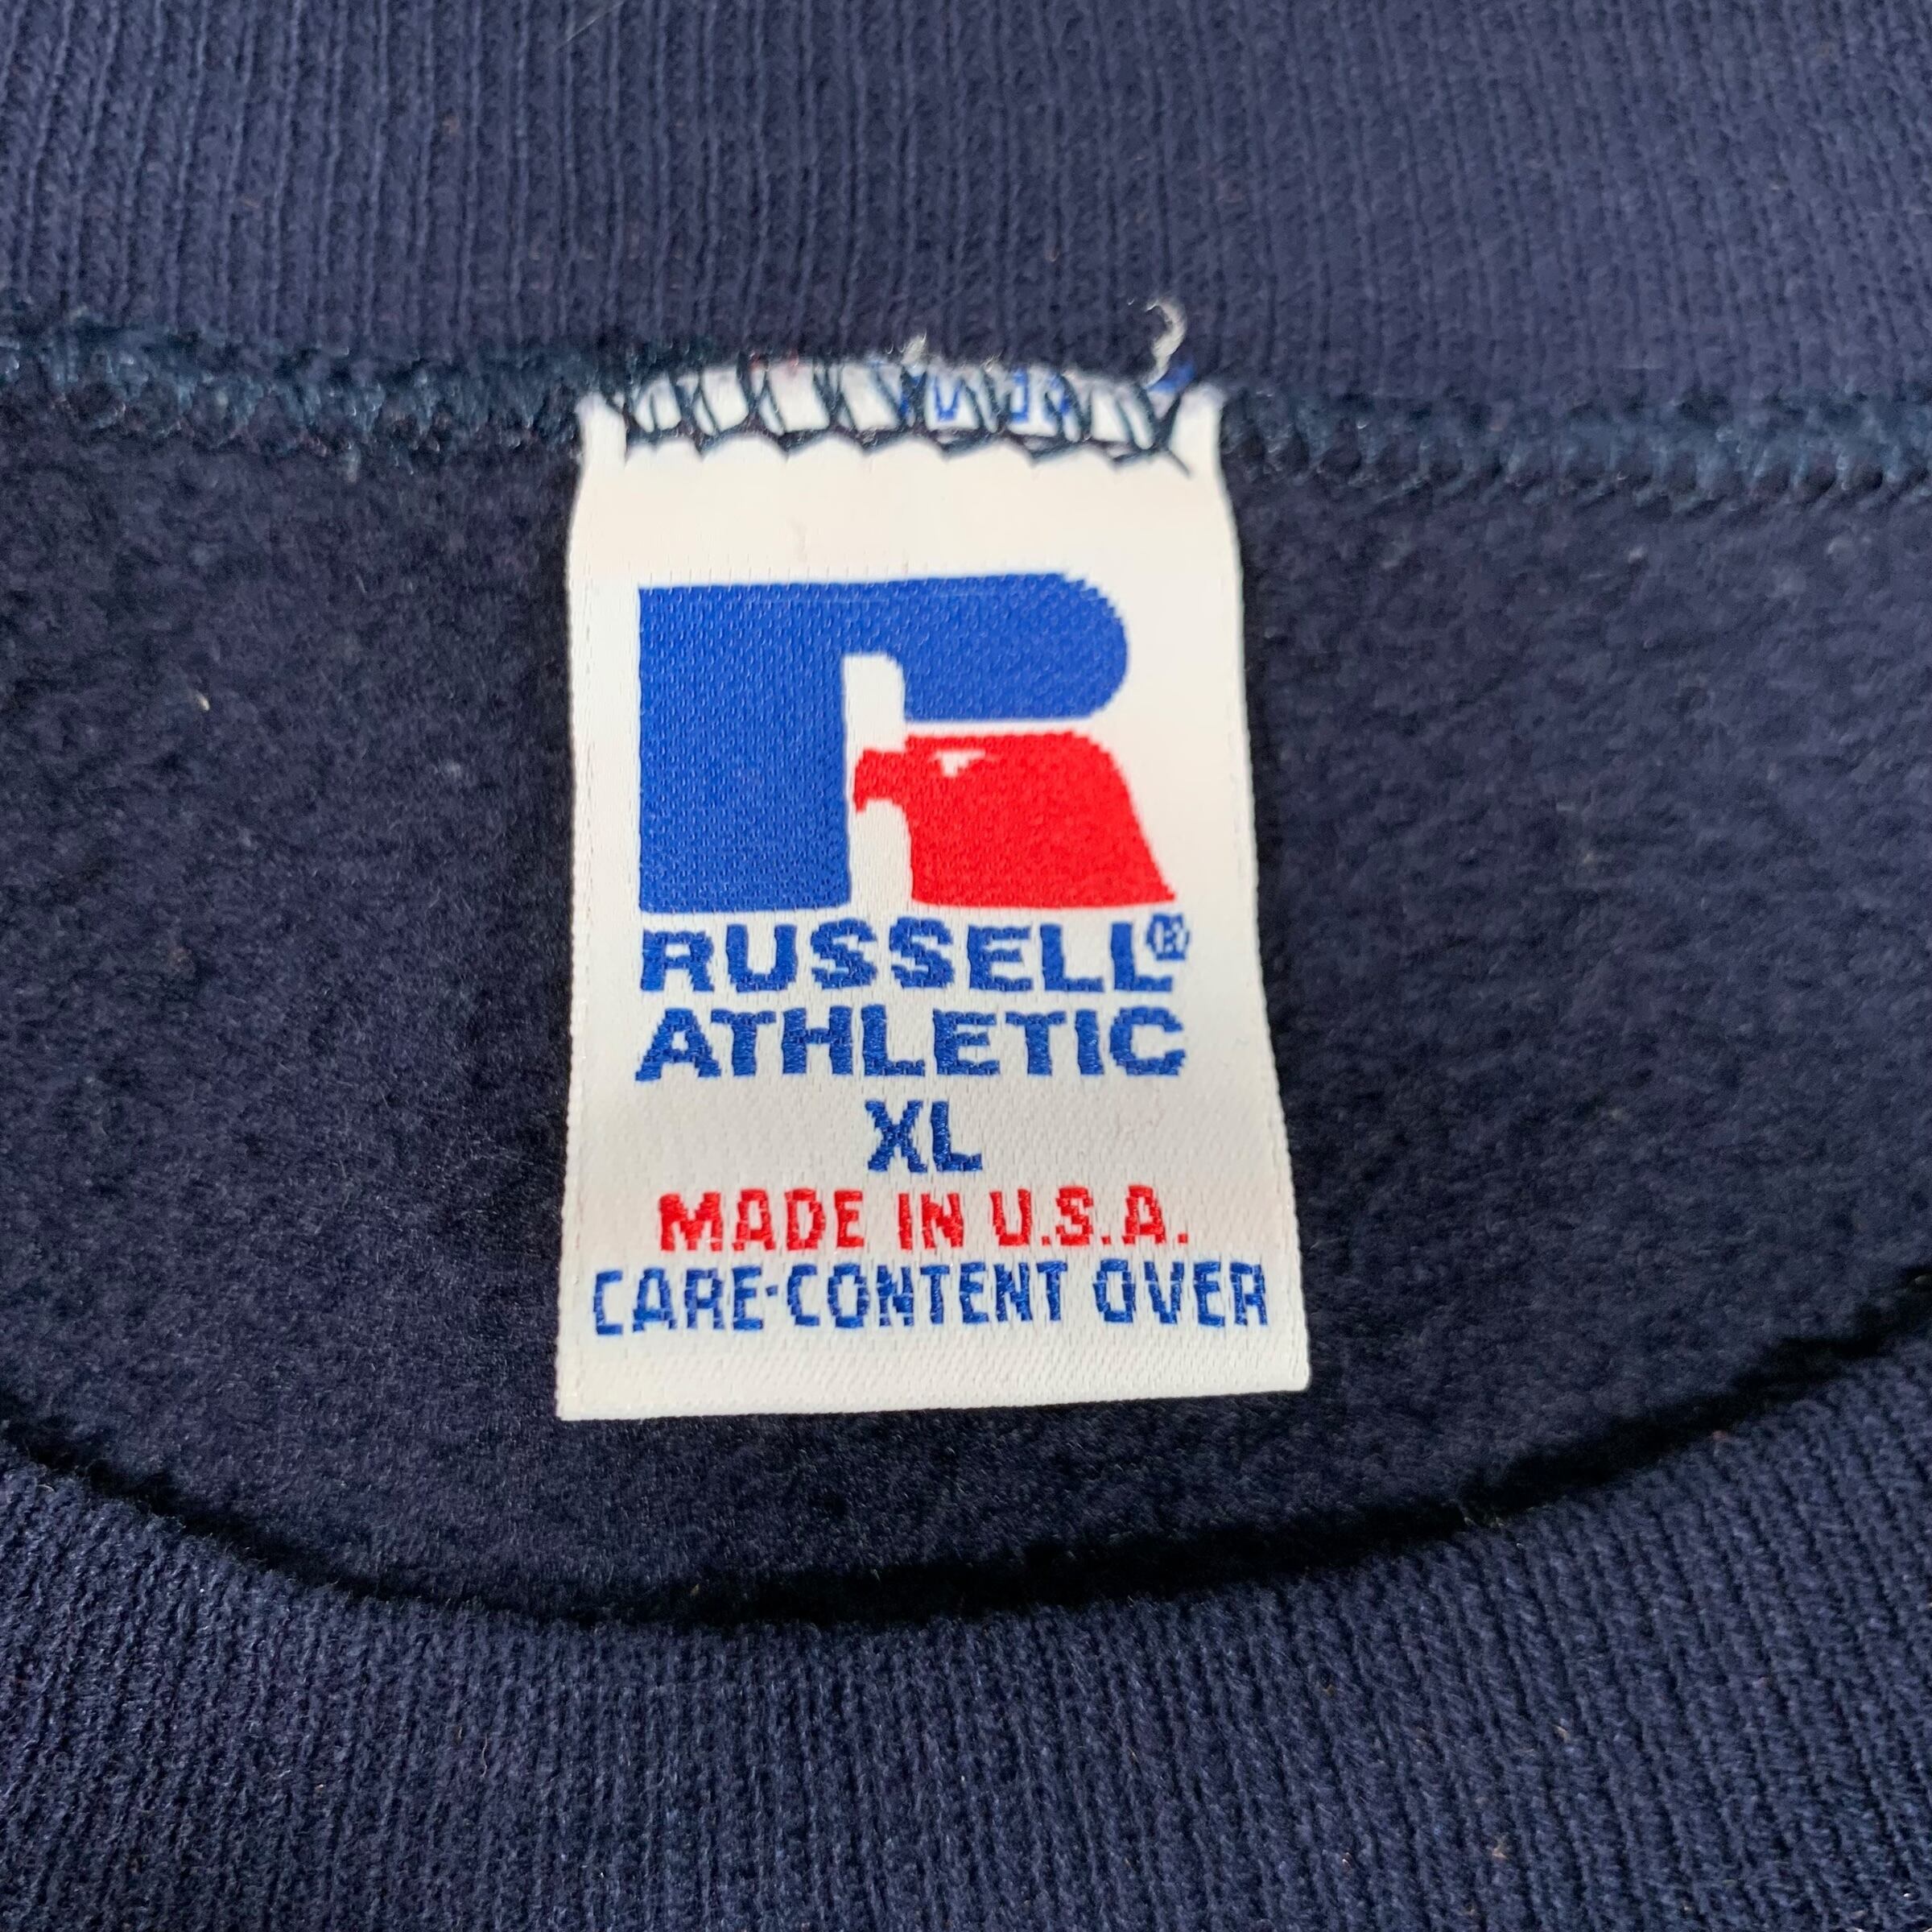 RUSSELL®
ATHLETIC
XL
MADE IN U.S.A.
CARE-CONTENT OVER